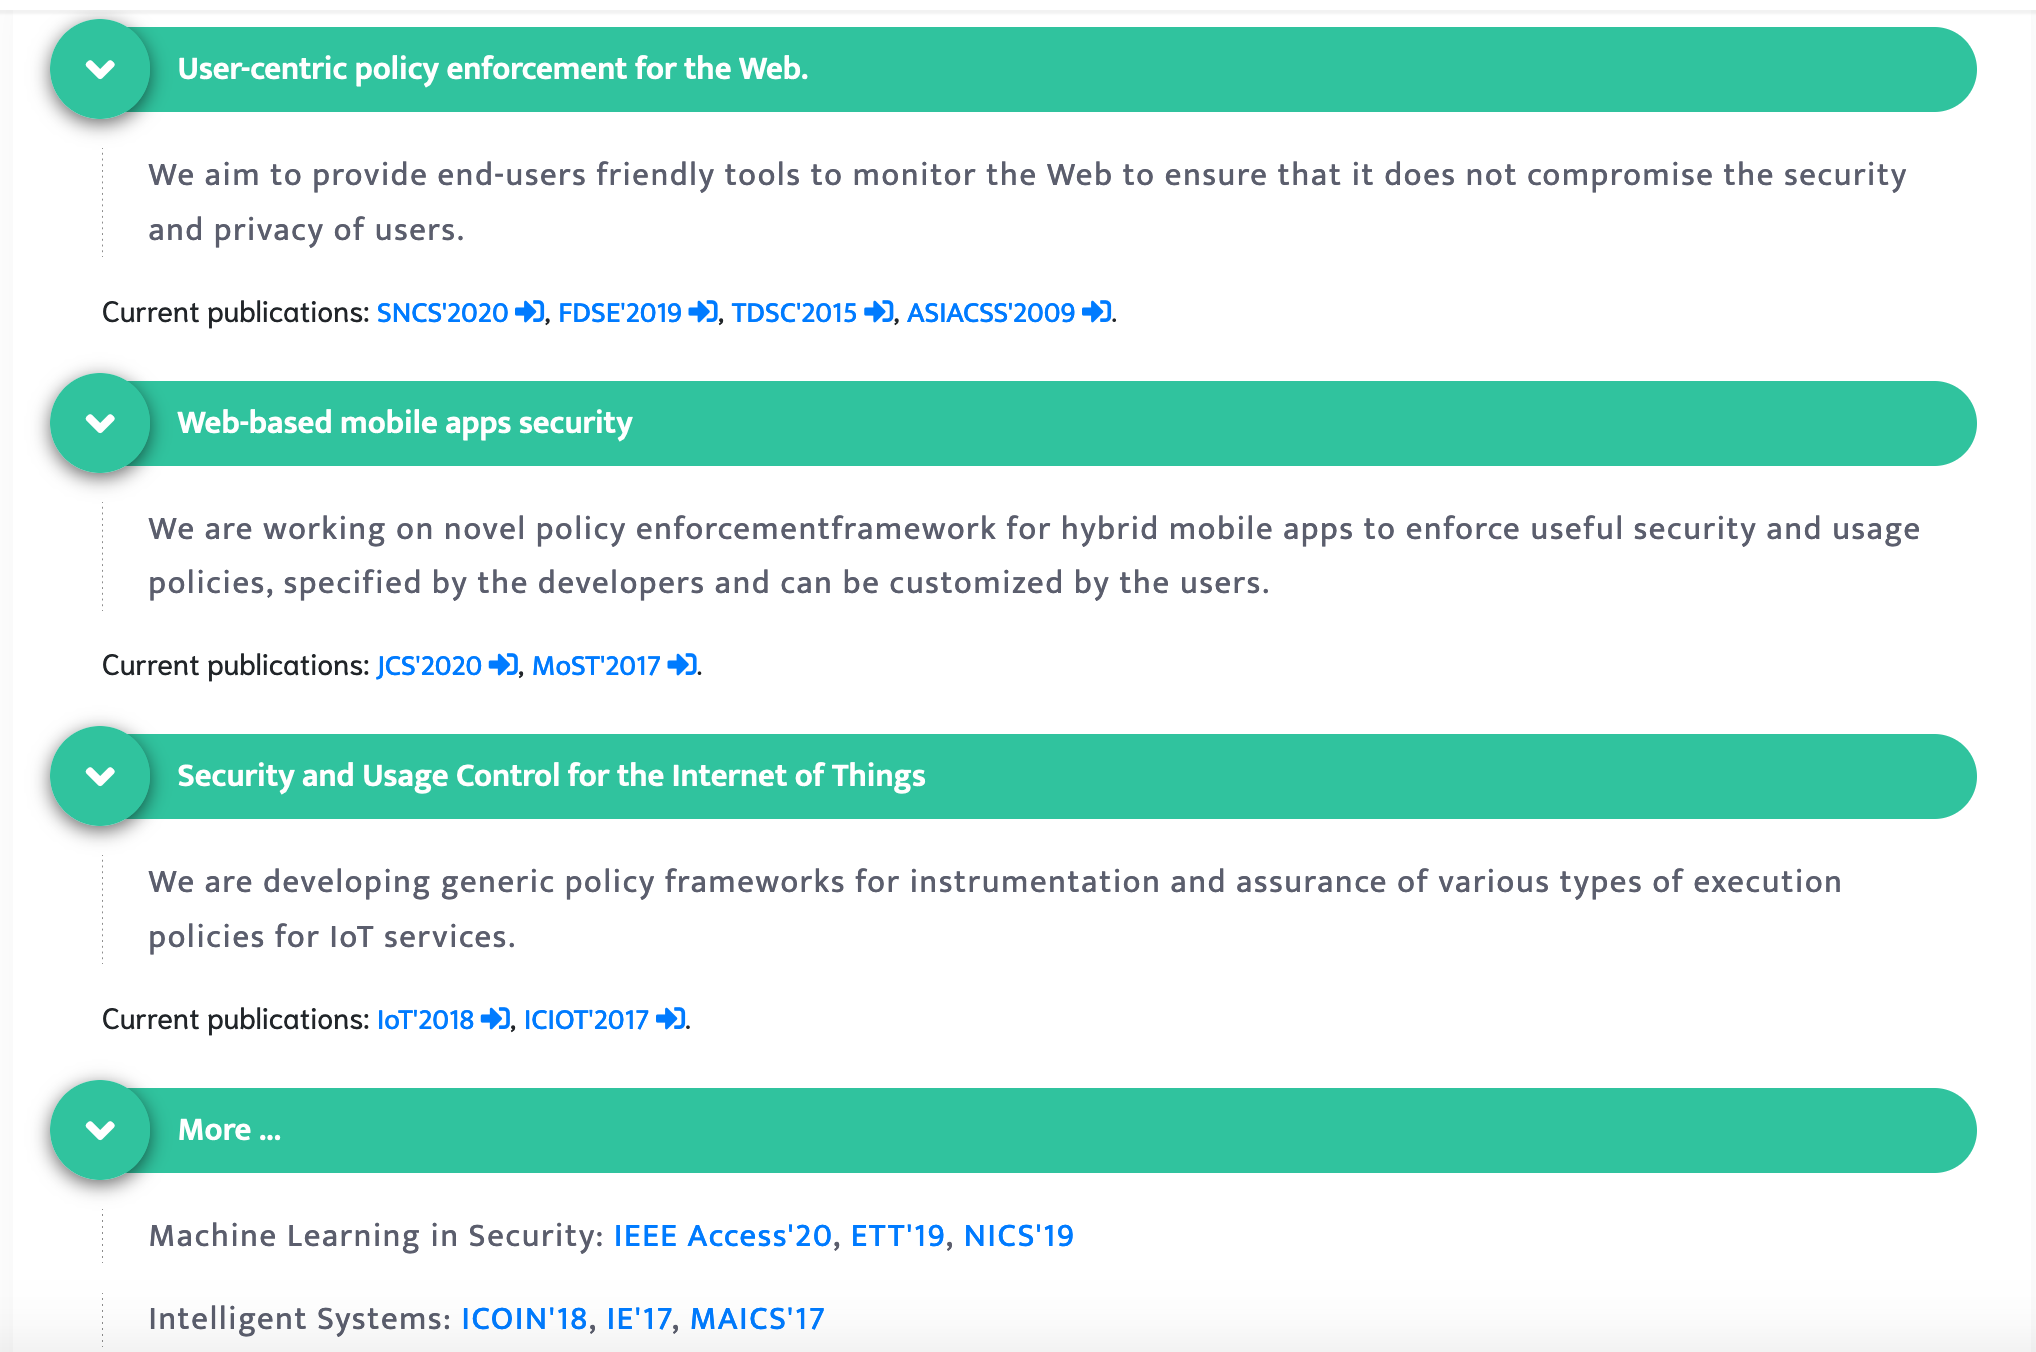 User-centric policy enforcement for the Web.
We aim to provide end-users friendly tools to monitor the Web to ensure that it does not compromise the security
and privacy of users.
Current publications: SNCS'2020, FDSE'2019, TDSC'2015, ASIACSS'2009.
Web-based mobile apps security
We are working on novel policy enforcementframework for hybrid mobile apps to enforce useful security and usage
policies, specified by the developers and can be customized by the users.
Current publications: JCS'2020, MoST'2017.
Security and Usage Control for the Internet of Things
We are developing generic policy frameworks for instrumentation and assurance of various types of execution
policies for IoT services.
Current publications: IoT'2018, ICIOT'2017.
More ...
Machine Learning in Security: IEEE Access'20, ETT'19, NICS'19
Intelligent Systems: ICOIN'18, IE'17, MAICS'17